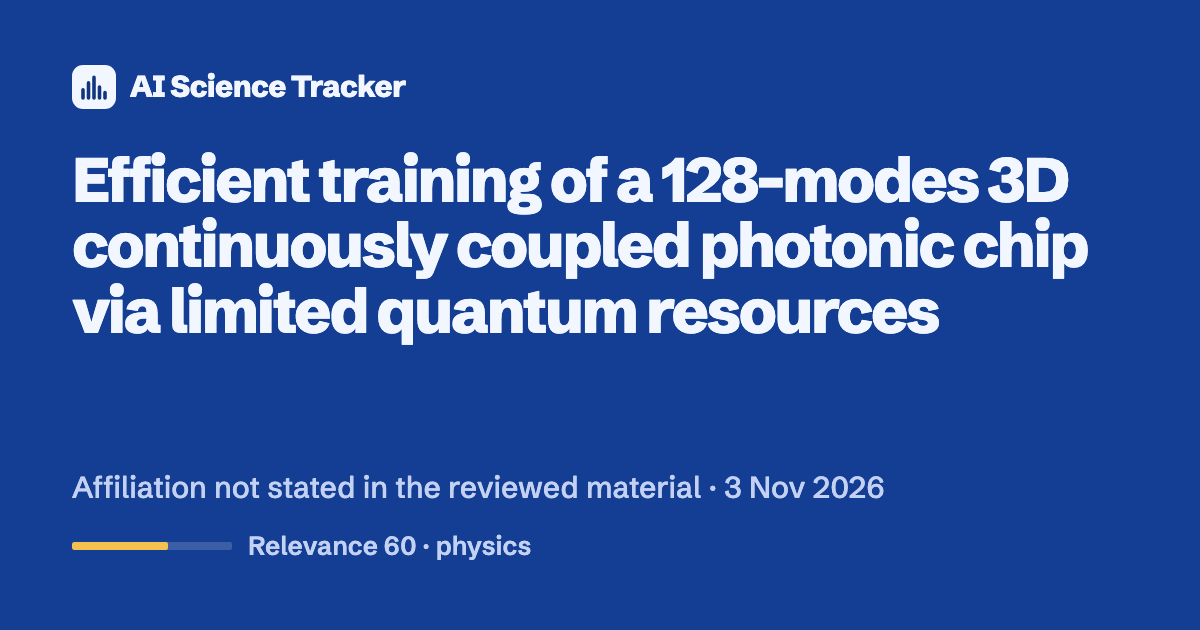 AI Science Tracker
Efficient training of a 128-modes 3D
continuously coupled photonic chip
via limited quantum resources
Affiliation not stated in the reviewed material · 3 Nov 2026
Relevance 60 · physics